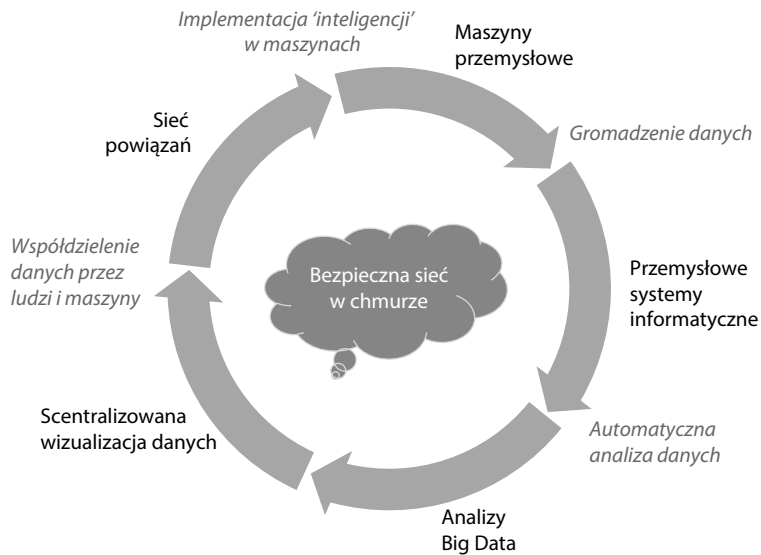 Implementacja ‘inteligencji’
w maszynach
Maszyny
przemysłowe
Gromadzenie danych
Przemysłowe
systemy
informatyczne
Automatyczna
analiza danych
Analizy
Big Data
Scentralizowana
wizualizacja danych
Współdzielenie
danych przez
ludzi i maszyny
Sieć
powiązań
Bezpieczna sieć
w chmurze